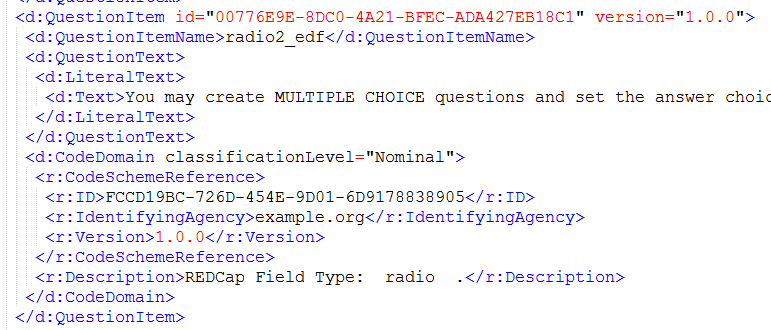 <d:QuestionItem id="00776E9E-8DC0-4A21-BFEC-ADA427EB18C1" version="1.0.0">
<d:QuestionItemName>radio2_edf</d:QuestionItemName>
<d:QuestionText>
<d:LiteralText>
<d:Text>You may create MULTIPLE CHOICE questions and set the answer
</d:LiteralText>
</d:QuestionText>
<d:CodeDomain classificationLevel="Nominal">
<r:CodeSchemeReference>
<r:ID>FCCD19BC-726D-454E-9D01-6D9178838905</r:ID>
<r:IdentifyingAgency>example.org</r:IdentifyingAgency>
<r:Version>1.0.0</r:Version>
</r:CodeSchemeReference>
<r:Description>REDCap Field Type:  radio  .</r:Description>
</d:CodeDomain>
</d:QuestionItem>